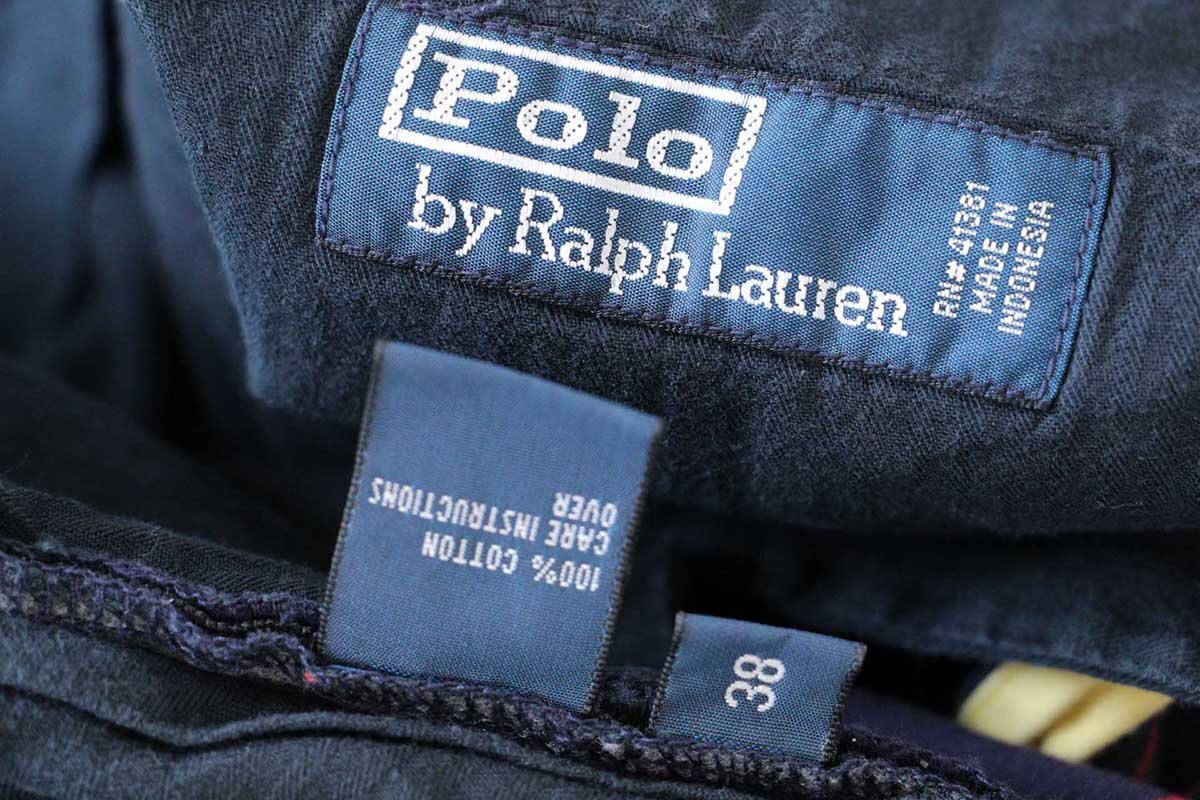 Polo
by Ralph Lauren
RN# 41381
MADE IN
INDONESIA
100% COTTON
CARE INSTRUCTIONS
OVER
38